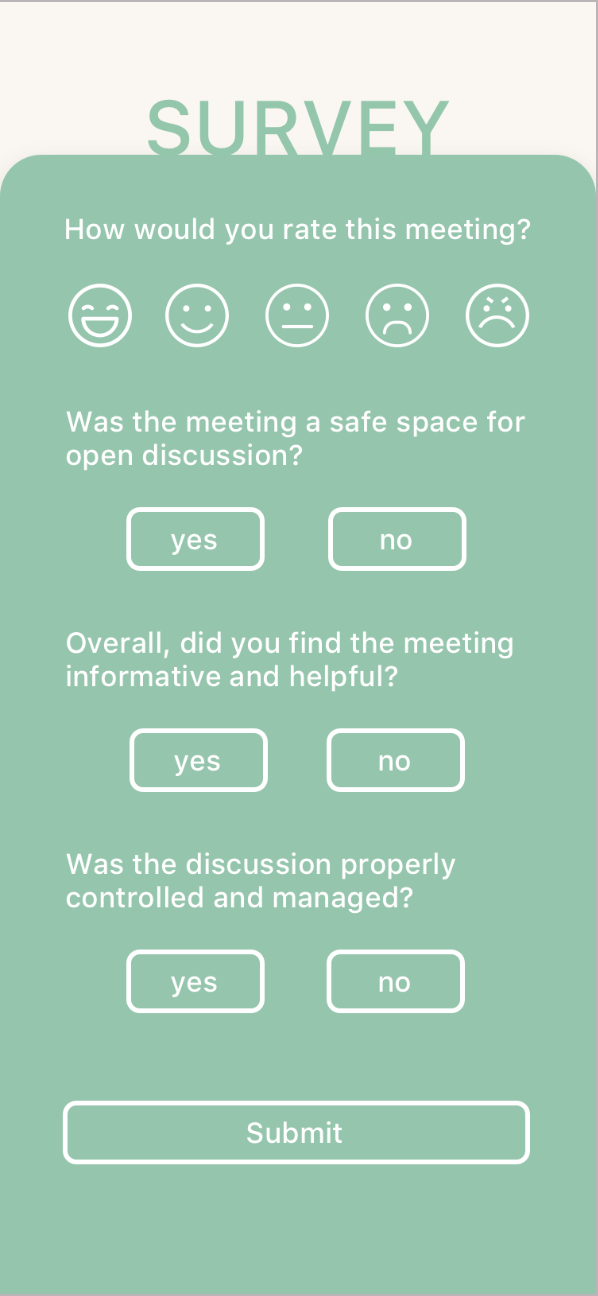 SURVEY
How would you rate this meeting?
Was the meeting a safe space for
open discussion?
yes no
Overall, did you find the meeting
informative and helpful?
yes no
Was the discussion properly
controlled and managed?
yes no
Submit